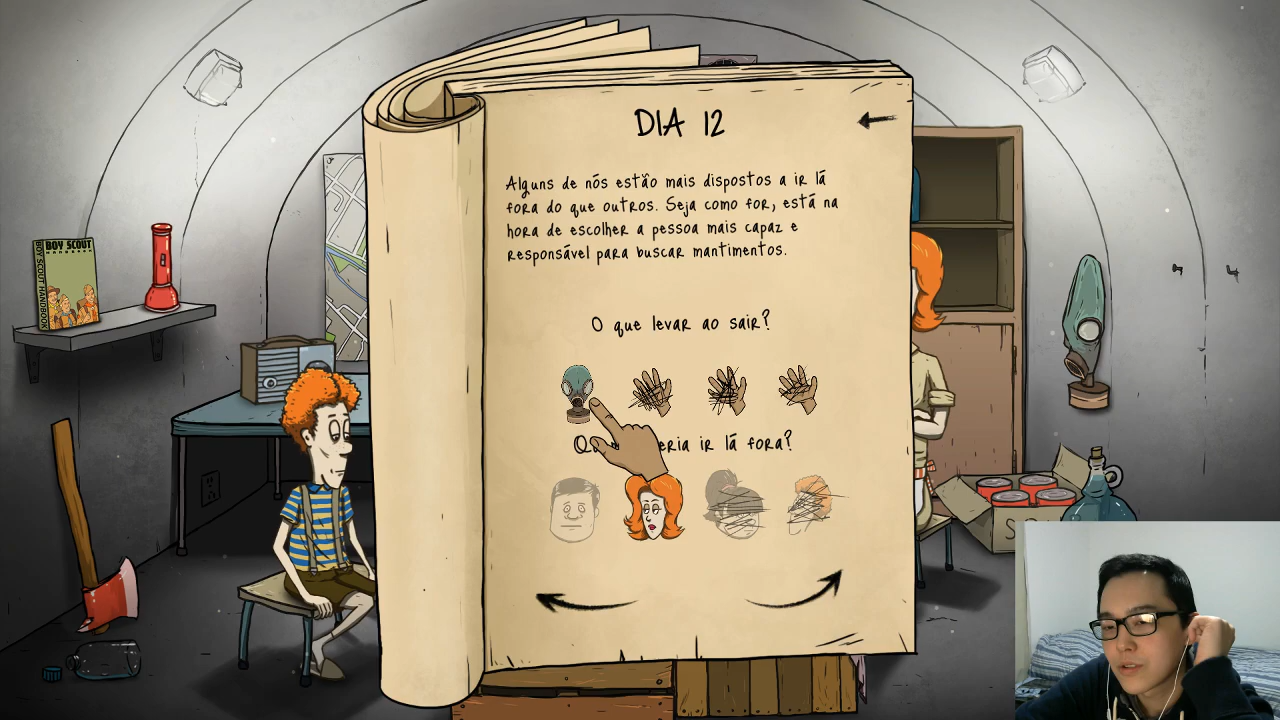 DIA 12
Alguns de nós estão mais dispostos a ir lá
fora do que outros. Seja como for, está na
hora de escolher a pessoa mais capaz e
responsável para buscar mantimentos.
O que levar ao sair?
ir lá fora?
BOY SCOUT
BOY SCOUT HANDBOOK